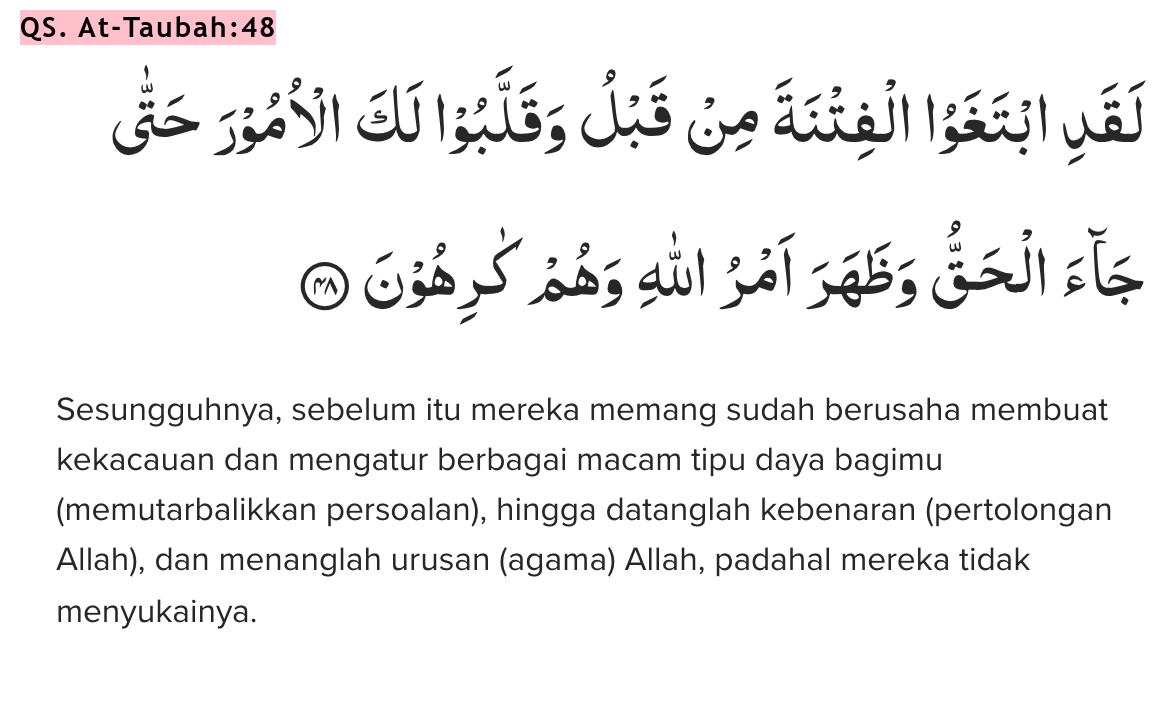 QS. At-Taubah:48
لَقَدِ ابْتَغَوُا الْفِتْنَةَ مِنْ قَبْلُ وَقَلَّبُوْا لَكَ الْاُمُوْرَ حَتّٰى
جَاۤءَ الْحَقُّ وَظَهَرَ اَمْرُ اللّٰهِ وَهُمْ كٰرِهُوْنَ ۝٤٨
Sesungguhnya, sebelum itu mereka memang sudah berusaha membuat
kekacauan dan mengatur berbagai macam tipu daya bagimu
(memutarbalikkan persoalan), hingga datanglah kebenaran (pertolongan
Allah), dan menanglah urusan (agama) Allah, padahal mereka tidak
menyukainya.